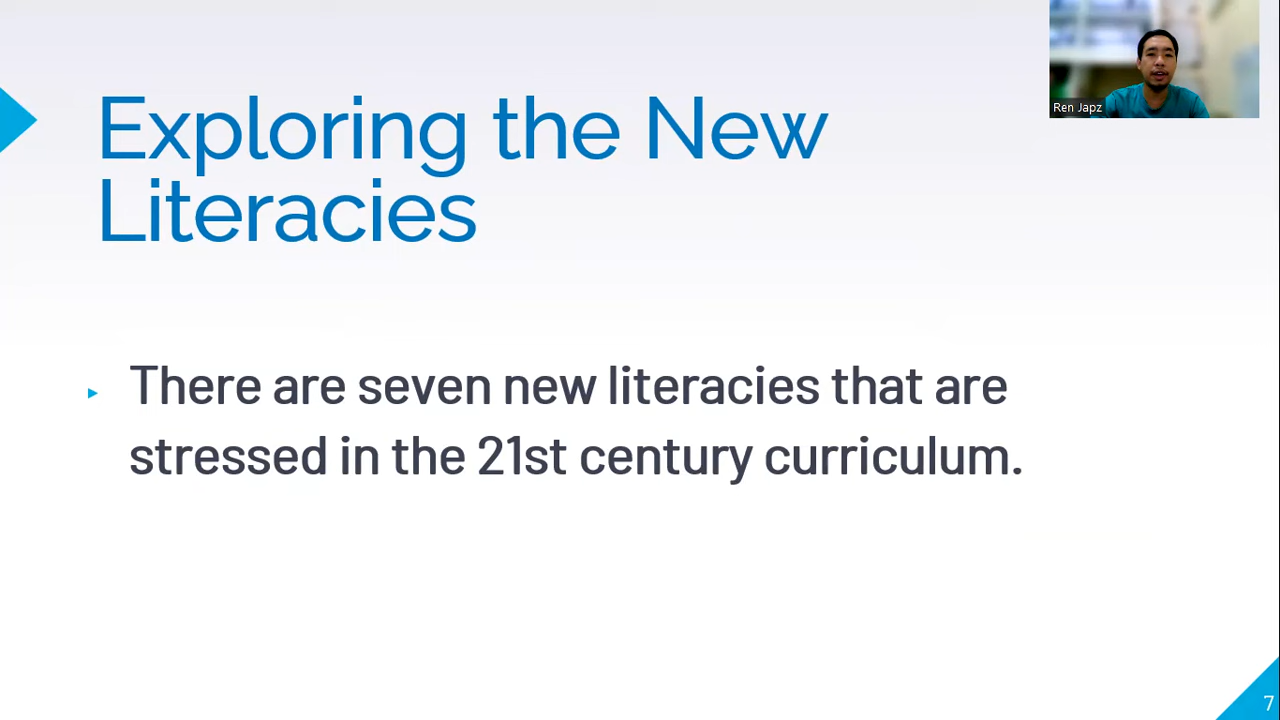 Exploring the New
Literacies
Ren Japz
There are seven new literacies that are
stressed in the 21st century curriculum.
7